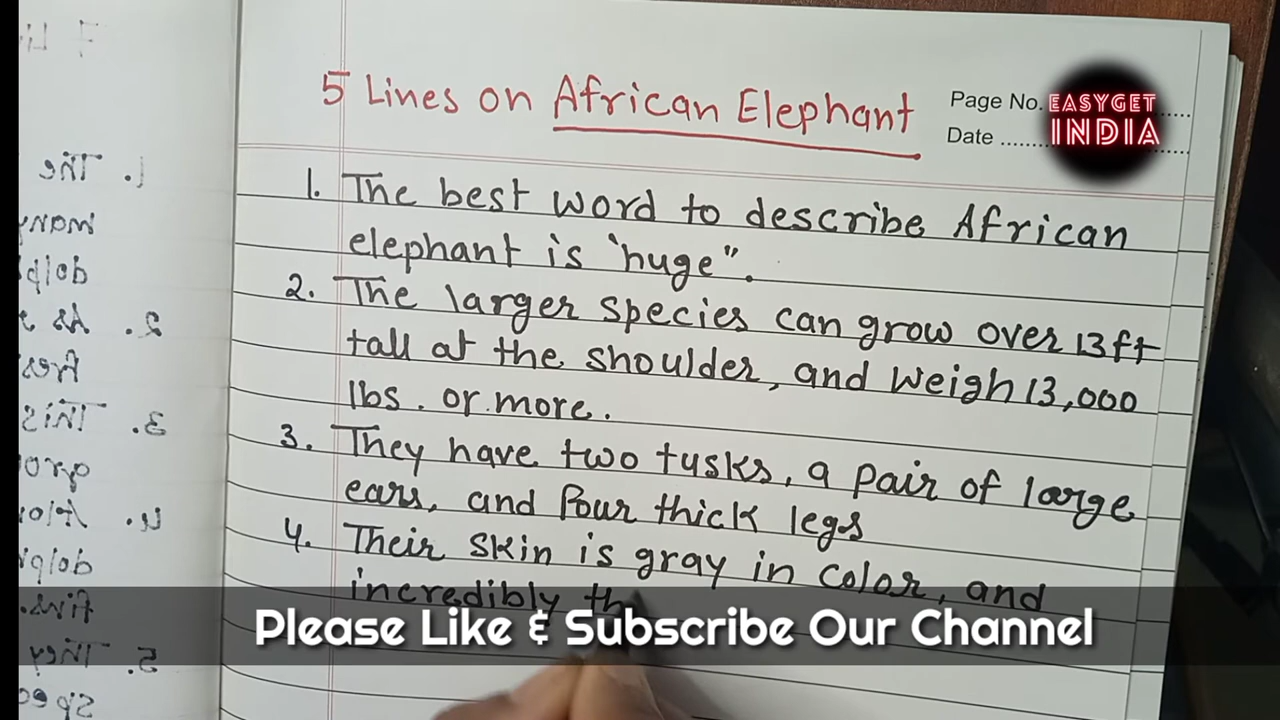 5 Lines on African Elephant
Page No.
Date ........
EASYGET
INDIA
1. The best word to describe African
elephant is "huge".
2. The larger species can grow over 13ft
tall at the shoulder, and weigh 13,000
lbs. or more.
3. They have two tusks, a pair of large
ears, and four thick legs
4. Their skin is gray in color, and
incredibly th
Please Like & Subscribe Our Channel